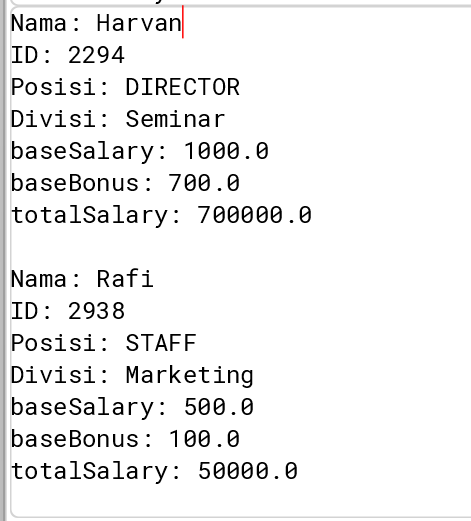 Nama: Harvan
ID: 2294
Posisi: DIRECTOR
Divisi: Seminar
baseSalary: 1000.0
baseBonus: 700.0
totalSalary: 700000.0
Nama: Rafi
ID: 2938
Posisi: STAFF
Divisi: Marketing
baseSalary: 500.0
baseBonus: 100.0
totalSalary: 50000.0